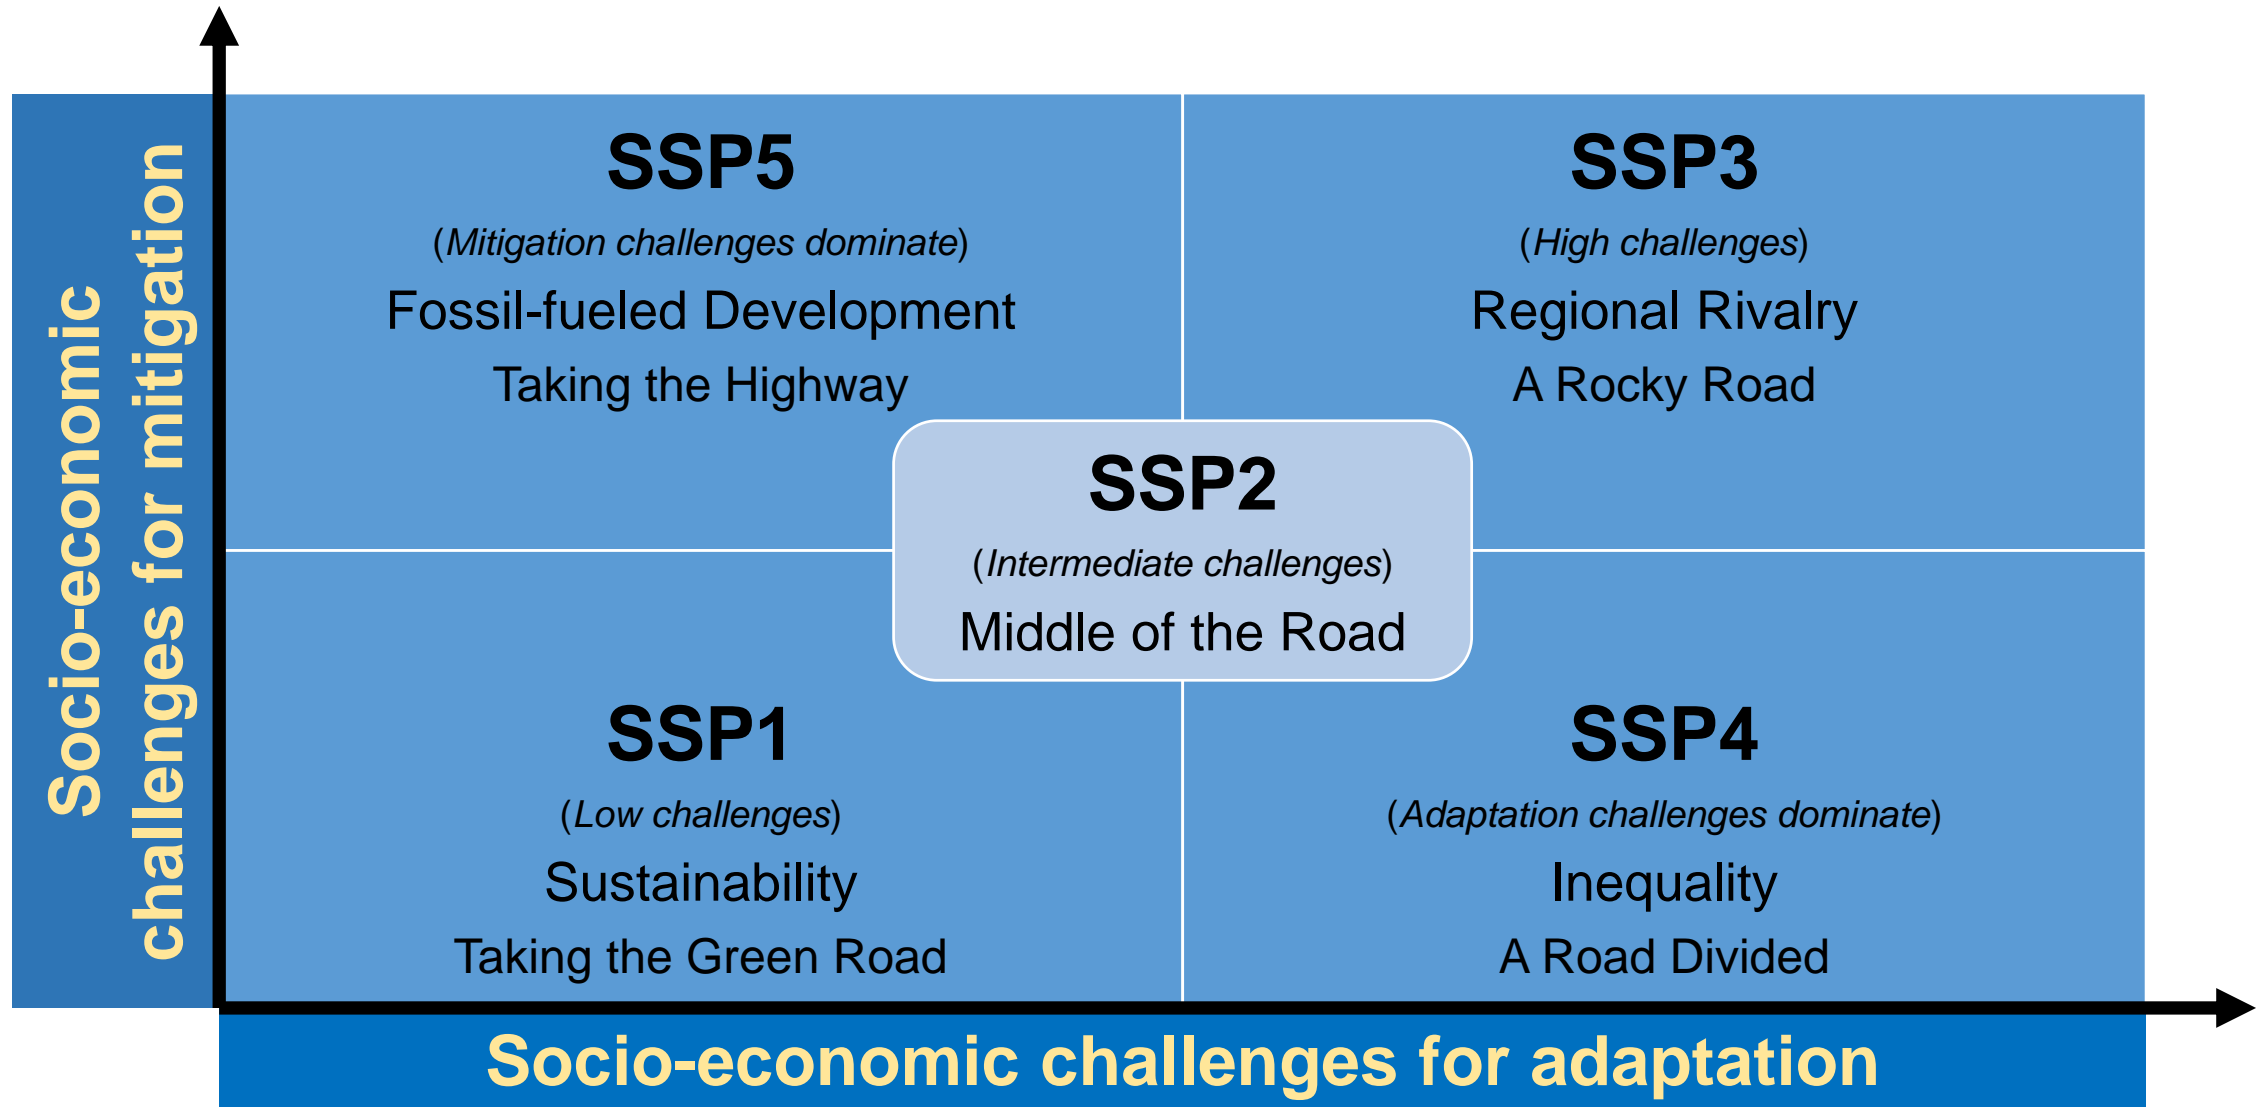 Socio-economic
challenges for mitigation
SSP5
(Mitigation challenges dominate)
Fossil-fueled Development
Taking the Highway
SSP3
(High challenges)
Regional Rivalry
A Rocky Road
SSP2
(Intermediate challenges)
Middle of the Road
SSP1
(Low challenges)
Sustainability
Taking the Green Road
SSP4
(Adaptation challenges dominate)
Inequality
A Road Divided
Socio-economic challenges for adaptation